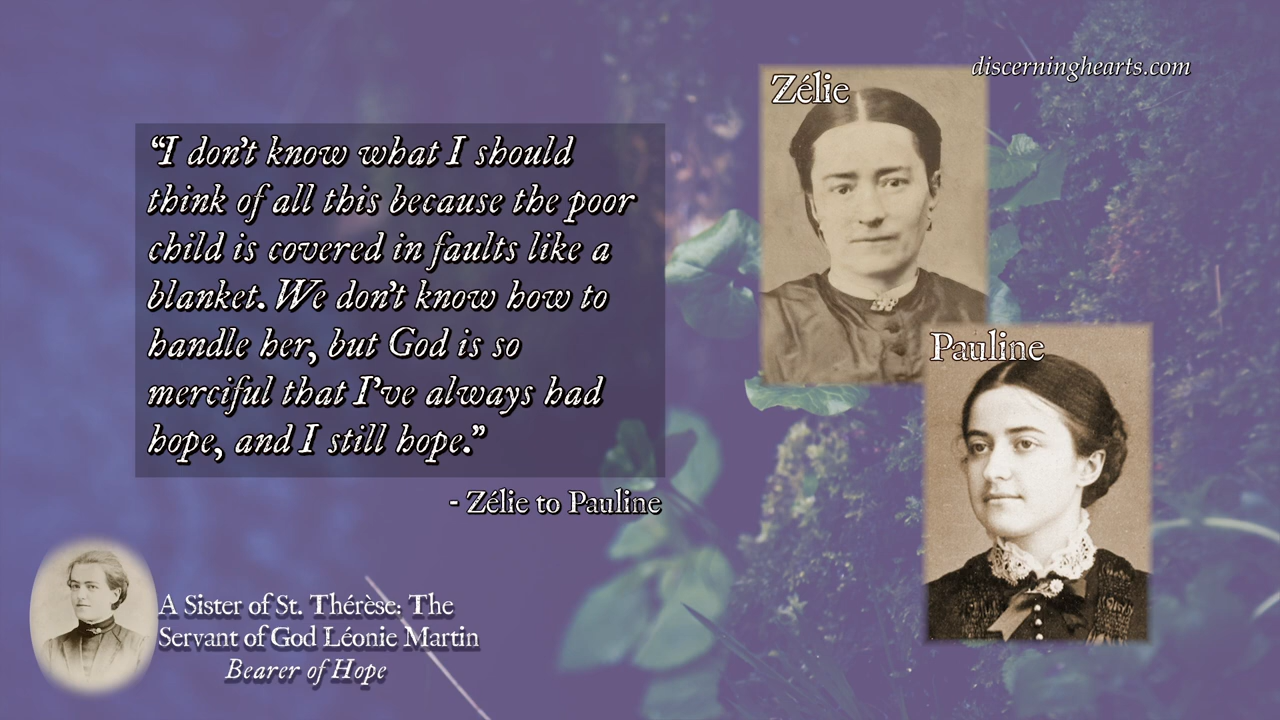 discerninghearts.com
Zélie
“I don’t know what I should
think of all this because the poor
child is covered in faults like a
blanket. We don’t know how to
handle her, but God is so
merciful that I’ve always had
hope, and I still hope.”
- Zélie to Pauline
Pauline
A Sister of St. Thérèse: The
Servant of God Léonie Martin
Bearer of Hope